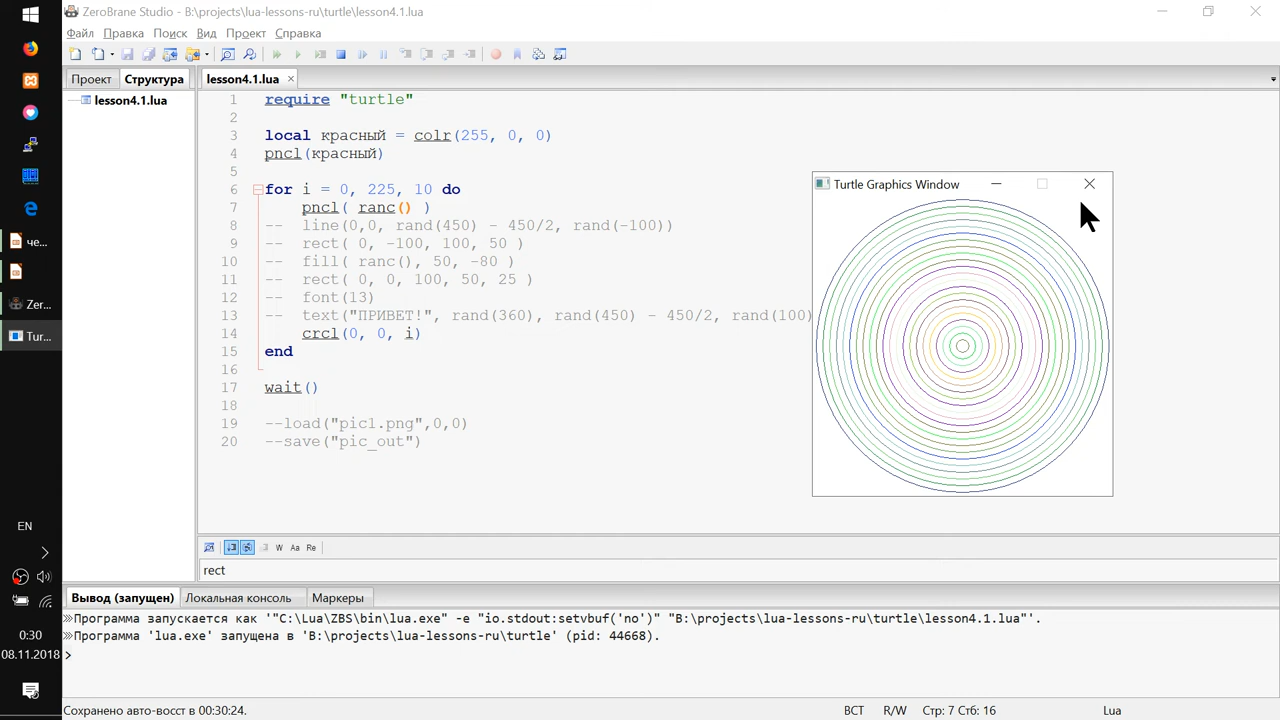 ZeroBrane Studio - B:\projects\lua-lessons-ru\turtle\lesson4.1.lua
Файл Правка Поиск Вид Проект Справка
Проект Структура
lesson4.1.lua
lesson4.1.lua
1 require "turtle"
2
3 local красный = colr(255, 0, 0)
4 pncl(красный)
5
6 for i = 0, 225, 10 do
7 pncl( ranc() )
8 -- line(0,0, rand(450) - 450/2, rand(-100))
9 -- rect( 0, -100, 100, 50 )
10 -- fill( ranc(), 50, -80 )
11 -- rect( 0, 0, 100, 50, 25 )
12 -- font(13)
13 -- text("ПРИВЕТ!", rand(360), rand(450) - 450/2, rand(100)
14 crcl(0, 0, i)
15 end
16
17 wait()
18
19 --load("pic1.png",0,0)
20 --save("pic_out")
Turtle Graphics Window
че...
Zer...
Tur...
EN
0:30
08.11.2018
W Aa Re
rect
Вывод (запущен) Локальная консоль Маркеры
Программа запускается как '"C:\Lua\ZBS\bin\lua.exe" -e "io.stdout:setvbuf('no')" "B:\projects\lua-lessons-ru\turtle\lesson4.1.lua"'.
Программа 'lua.exe' запущена в 'B:\projects\lua-lessons-ru\turtle' (pid: 44668).
>
Сохранено авто-восст в 00:30:24. ВСТ R/W Стр: 7 Стб: 16 Lua